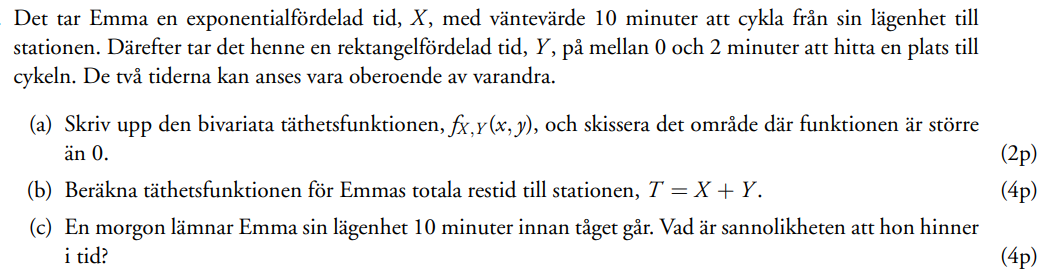 Det tar Emma en exponentialfördelad tid, X, med väntevärde 10 minuter att cykla från sin lägenhet till
stationen. Därefter tar det henne en rektangelfördelad tid, Y, på mellan 0 och 2 minuter att hitta en plats till
cykeln. De två tiderna kan anses vara oberoende av varandra.
(a) Skriv upp den bivariata täthetsfunktionen, f_{X,Y}(x, y), och skissera det område där funktionen är större
än 0. (2p)
(b) Beräkna täthetsfunktionen för Emmas totala restid till stationen, T = X + Y. (4p)
(c) En morgon lämnar Emma sin lägenhet 10 minuter innan tåget går. Vad är sannolikheten att hon hinner
i tid? (4p)